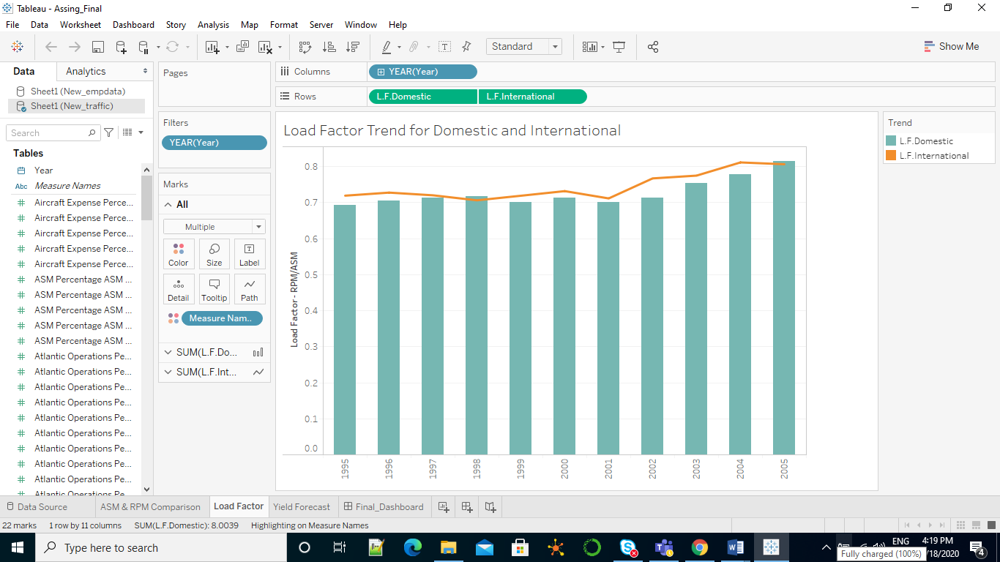 Tableau - Assing_Final
File Data Worksheet Dashboard Story Analysis Map Format Server Window Help
Standard
Show Me
Data Analytics
Sheet1 (New_empdata)
Sheet1 (New_traffic)
Search
Tables
Year
Abc Measure Names
Aircraft Expense Perce...
Aircraft Expense Perce...
Aircraft Expense Perce...
Aircraft Expense Perce...
Aircraft Expense Perce...
ASM Percentage ASM ...
ASM Percentage ASM ...
ASM Percentage ASM ...
ASM Percentage ASM ...
ASM Percentage ASM ...
Atlantic Operations Pe...
Atlantic Operations Pe...
Atlantic Operations Pe...
Atlantic Operations Pe...
Atlantic Operations Pe...
Atlantic Operations Pe...
Atlantic Operations Pe...
Atlantic Operations Pe...
Atlantic Operations Pe...
Atlantic Operations Pe...
Pages
Filters
YEAR(Year)
Marks
All
Multiple
Color Size Label
Detail Tooltip Path
Measure Nam..
SUM(L.F.Do...
SUM(L.F.Int...
Columns YEAR(Year)
Rows L.F.Domestic L.F.International
Load Factor Trend for Domestic and International
Load Factor - RPM/ASM
0.8
0.7
0.6
0.5
0.4
0.3
0.2
0.1
0.0
1995 1996 1997 1998 1999 2000 2001 2002 2003 2004 2005
Trend
L.F.Domestic
L.F.International
Data Source ASM & RPM Comparison Load Factor Yield Forecast Final_Dashboard
22 marks 1 row by 11 columns SUM(L.F.Domestic): 8.0039 Highlighting on Measure Names
Type here to search
ENG
4:19 PM
/18/2020
Fully charged (100%)
4